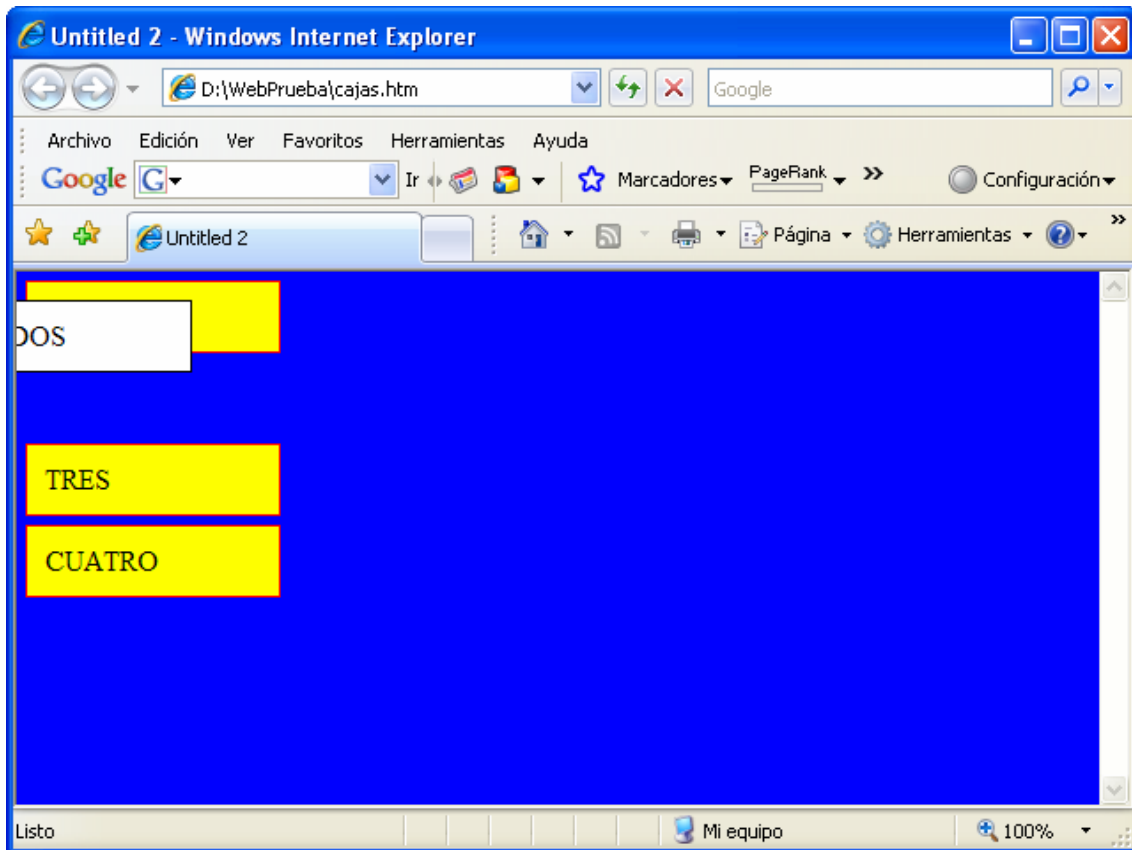 Untitled 2 - Windows Internet Explorer
D:\WebPrueba\cajas.htm
Google
Archivo Edición Ver Favoritos Herramientas Ayuda
Google G Ir Marcadores PageRank » Configuración
Untitled 2 Página Herramientas »
DOS
TRES
CUATRO
Listo Mi equipo 100%